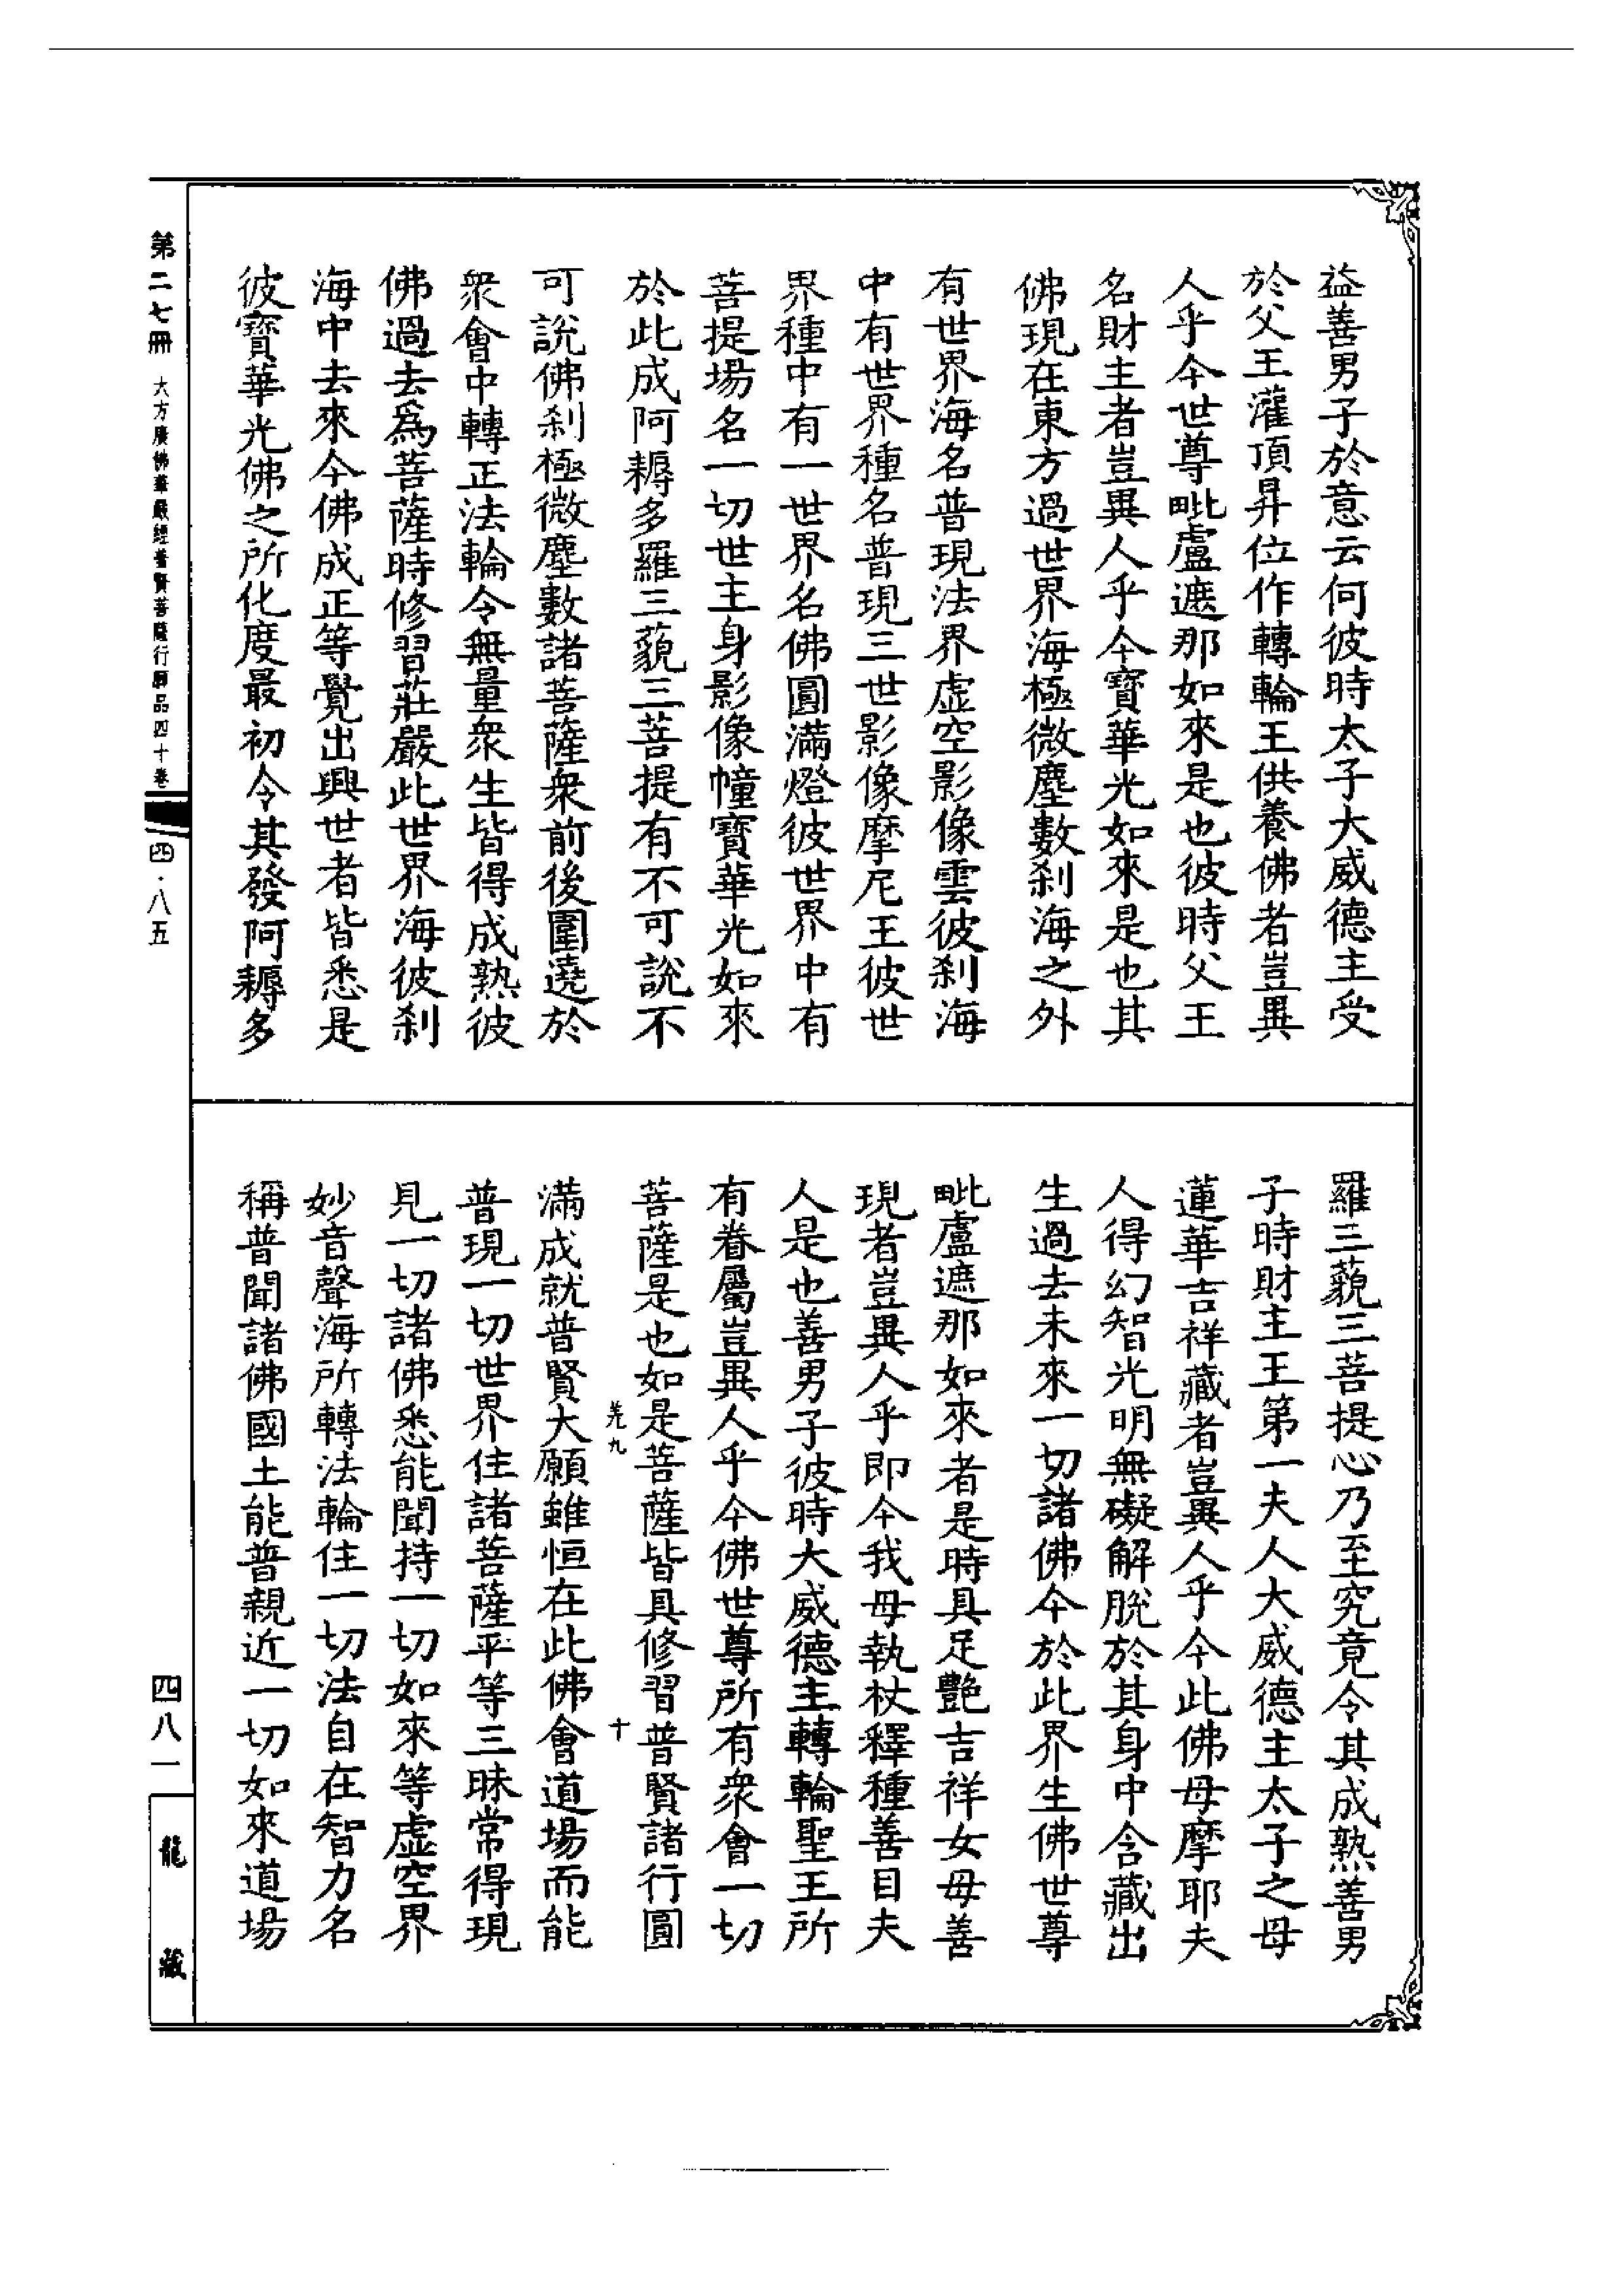 益善男子於意云何彼時太子大威德主受
於父王灌頂昇位作轉輪王供養佛者豈異
人乎今世尊毗盧遮那如來是也彼時父王
名財主者豈異人乎今寶華光如來是也其
佛現在東方過世界海極微塵數剎海之外
有世界海名普現法界虛空影像雲彼剎海
中有世界種名普現三世影像摩尼王彼世
界種中有一世界名佛圓滿燈彼世界中有
菩提場名一切世主身影像幢寶華光如來
於此成阿耨多羅三藐三菩提有不可說不
可說佛剎極微塵數諸菩薩衆前後圍遶於
衆會中轉正法輪令無量衆生皆得成熟彼
佛過去為菩薩時修習莊嚴此世界海彼剎
海中去來今佛成正等覺出興世者皆悉是
彼寶華光佛之所化度最初令其發阿耨多
羅三藐三菩提心乃至究竟令其成熟善男
子時財主王第一夫人大威德主太子之母
蓮華吉祥藏者豈異人乎今此佛母摩耶夫
人得幻智光明無礙解脫於其身中含藏出
生過去未來一切諸佛今於此界生佛世尊
毗盧遮那如來者是時具足艷吉祥女母善
現者豈異人乎即今我母執杖釋種善目夫
人是也善男子彼時大威德主轉輪聖王所
有眷屬豈異人乎今佛世尊所有衆會一切
菩薩是也如是菩薩皆具修習普賢諸行圓
羌九 十
滿成就普賢大願雖恒在此佛會道場而能
普現一切世界住諸菩薩平等三昧常得現
見一切諸佛悉能聞持一切如來等虛空界
妙音聲海所轉法輪住一切法自在智力名
稱普聞諸佛國土能普親近一切如來道場
第二七冊 大方廣佛華嚴經普賢菩薩行願品四十卷
四·八五
四八一
龍藏